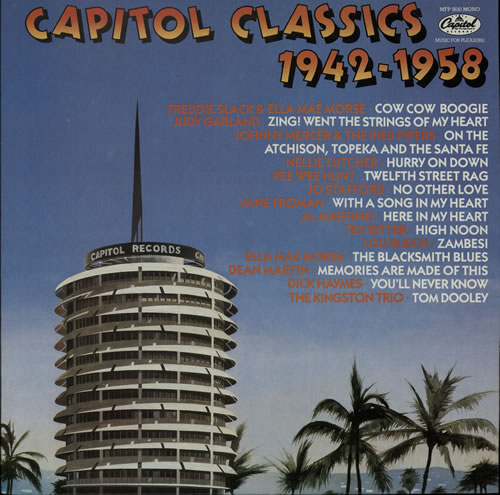 CAPITOL CLASSICS
1942-1958
MFP 5(0) MONO
Capitol
MUSIC FOR PLEASURE
FREDDIE SLACK & ELLA MAE MORSE · COW COW BOOGIE
JUDY GARLAND · ZING! WENT THE STRINGS OF MY HEART
JOHNNY MERCER & THE PIED PIPERS · ON THE
ATCHISON, TOPEKA AND THE SANTA FE
NELLIE LUTCHER · HURRY ON DOWN
PEE WEE HUNT · TWELFTH STREET RAG
JO STAFFORD · NO OTHER LOVE
JANE FROMAN · WITH A SONG IN MY HEART
AL MARTINO · HERE IN MY HEART
TEX RITTER · HIGH NOON
LOU BUSCH · ZAMBESI
ELLA MAE MORSE · THE BLACKSMITH BLUES
DEAN MARTIN · MEMORIES ARE MADE OF THIS
DICK HAYMES · YOU'LL NEVER KNOW
THE KINGSTON TRIO · TOM DOOLEY
CAPITOL RECORDS